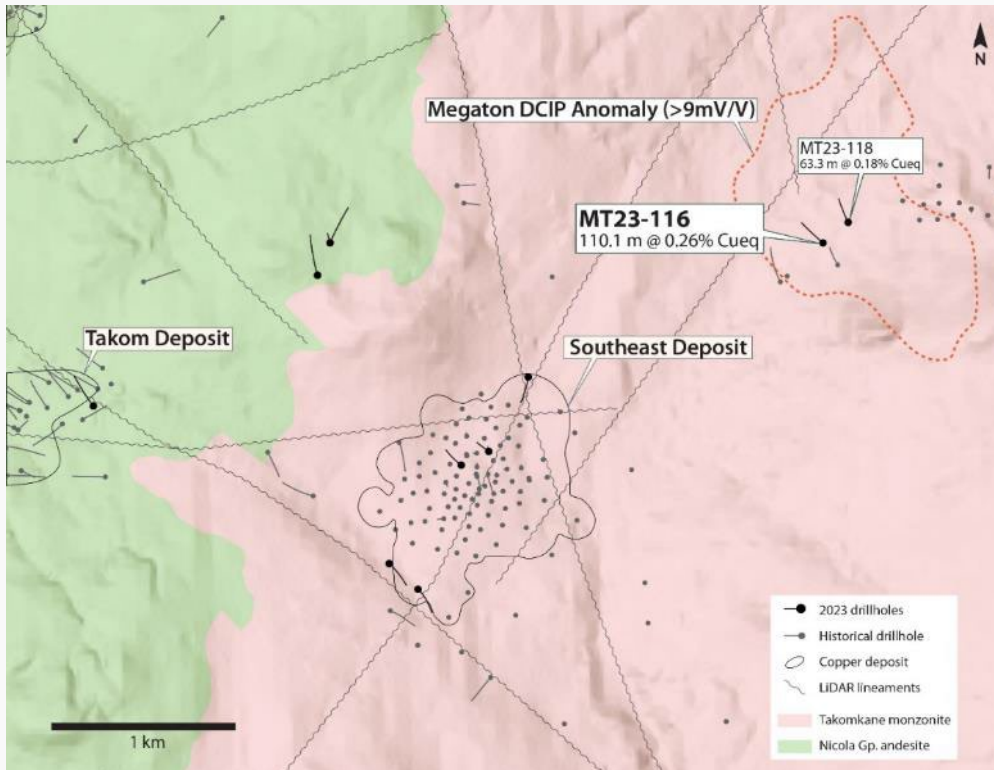 N
Megaton DCIP Anomaly (>9mV/V)
MT23-118
63.3 m @ 0.18% Cueq
MT23-116
110.1 m @ 0.26% Cueq
Takom Deposit
Southeast Deposit
2023 drillholes
Historical drillhole
Copper deposit
LiDAR lineaments
Takomkane monzonite
Nicola Gp. andesite
1 km